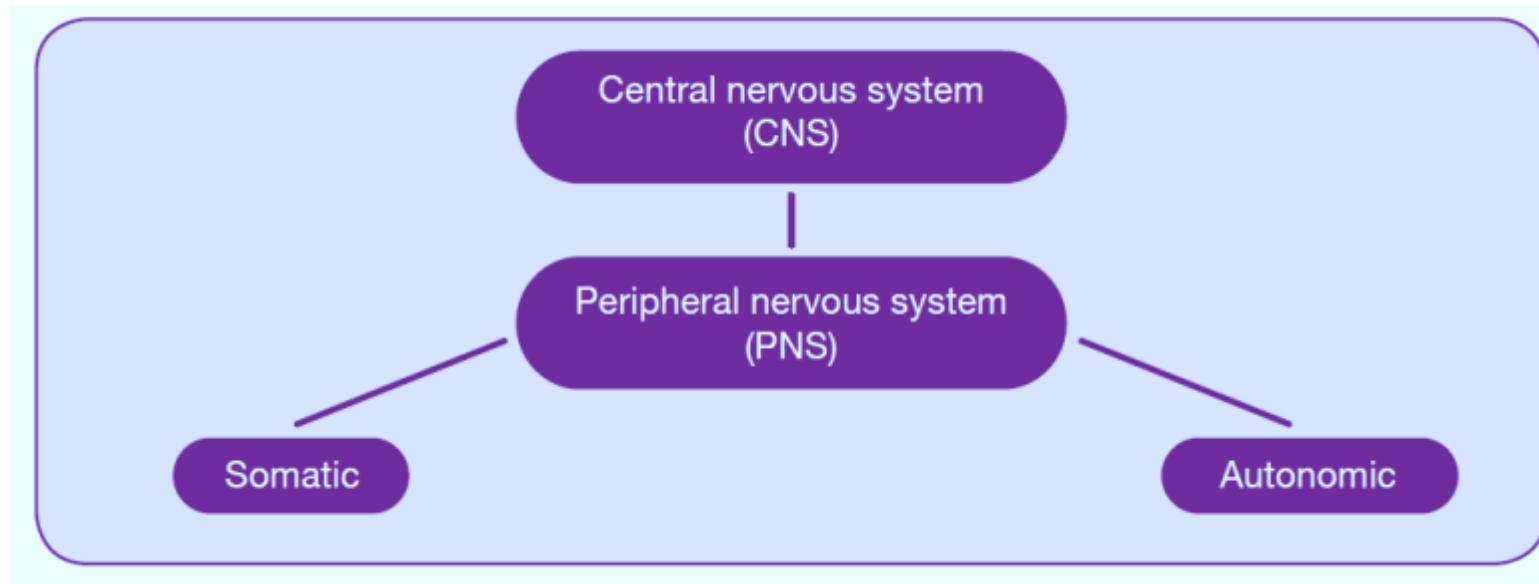 Central nervous system
(CNS)
Peripheral nervous system
(PNS)
Somatic
Autonomic